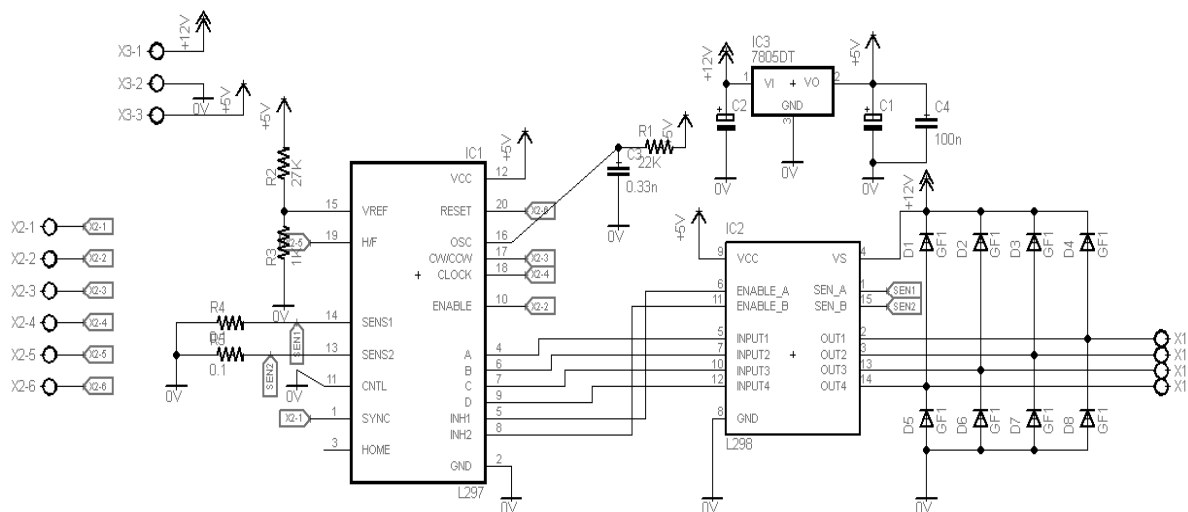 X3-1
X3-2
X3-3
+12V
0V
+5V
+5V
R2
27K
R3
1K
IC1
L297
VREF
H/F
SENS1
SENS2
CNTL
SYNC
HOME
VCC
RESET
OSC
CW/CCW
CLOCK
ENABLE
A
B
C
D
INH1
INH2
GND
15
19
14
13
11
1
3
12
20
16
17
18
10
4
6
7
9
5
8
2
+5V
X2-6
X2-3
X2-4
X2-2
X2-5
X2-1
0V
0V
0V
0V
R4
R5
0.1
SEN1
SEN2
X2-1
X2-1
X2-2
X2-2
X2-3
X2-3
X2-4
X2-4
X2-5
X2-5
X2-6
X2-6
R1
22K
+5V
C3
0.33n
0V
IC3
7805DT
VI
VO
GND
1
2
3
+12V
+5V
C2
C1
C4
100n
0V
0V
0V
IC2
L298
VCC
ENABLE_A
ENABLE_B
INPUT1
INPUT2
INPUT3
INPUT4
GND
VS
SEN_A
SEN_B
OUT1
OUT2
OUT3
OUT4
9
6
11
5
7
10
12
8
4
1
15
2
3
13
14
+5V
0V
SEN1
SEN2
+12V
D1
GF1
D2
GF1
D3
GF1
D4
GF1
D5
GF1
D6
GF1
D7
GF1
D8
GF1
0V
X1
X1
X1
X1